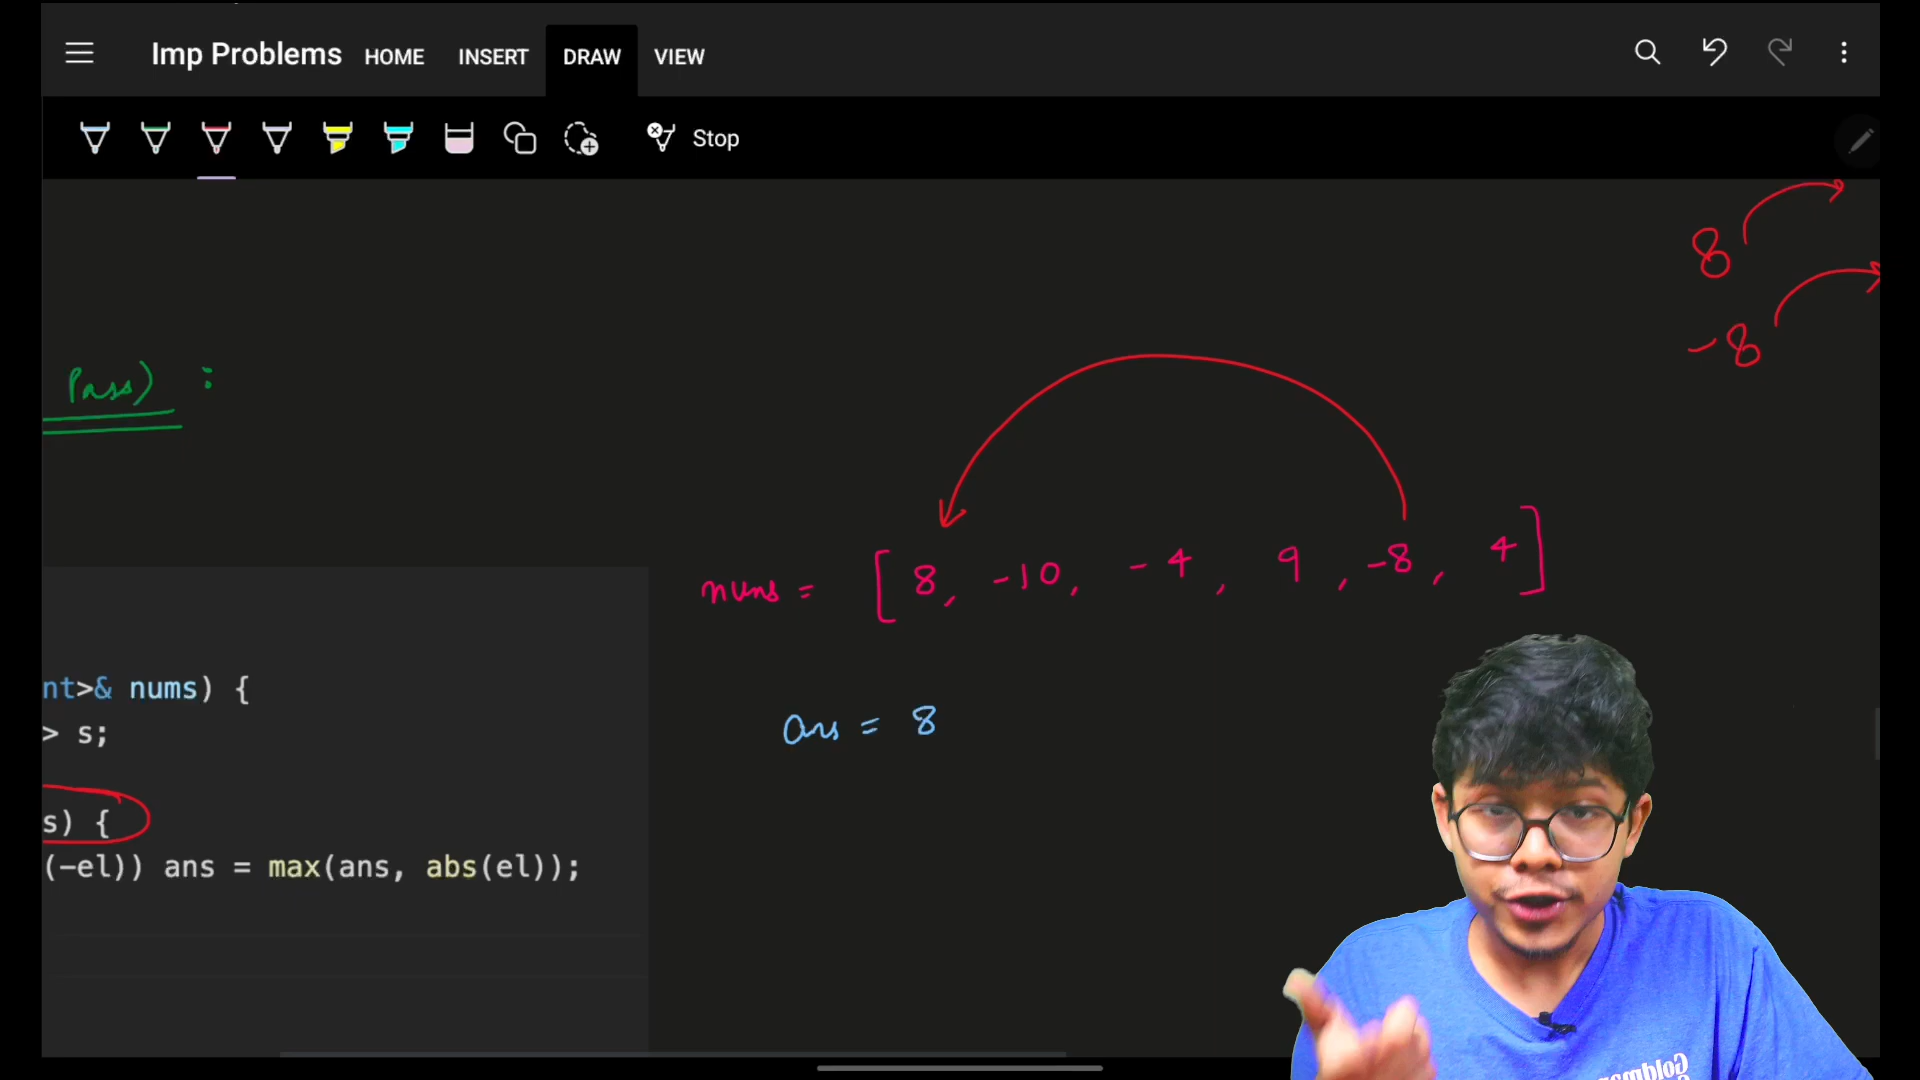 Imp Problems HOME INSERT DRAW VIEW
Stop
8
-8
Pass) :
nums = [ 8, -10, -4, 9, -8, 4 ]
nt>& nums) {
> s;
ans = 8
s) {
(-el)) ans = max(ans, abs(el));